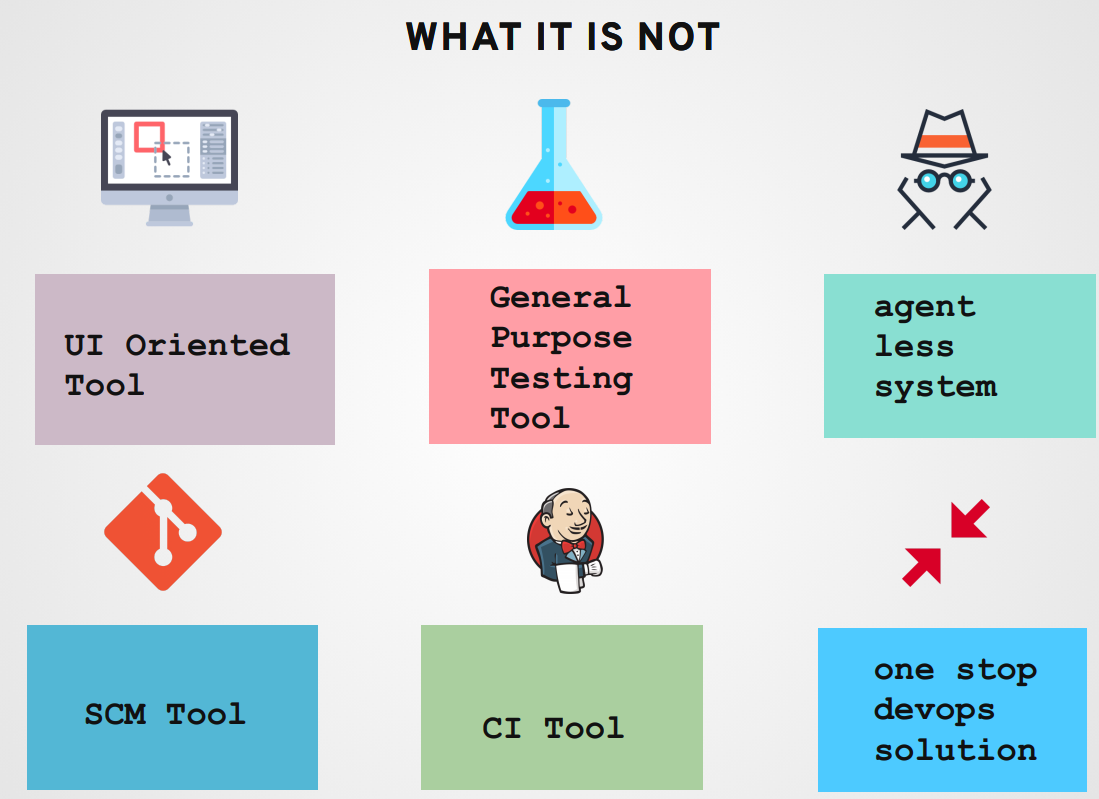 WHAT IT IS NOT
UI Oriented
Tool
General
Purpose
Testing
Tool
agent
less
system
SCM Tool
CI Tool
one stop
devops
solution